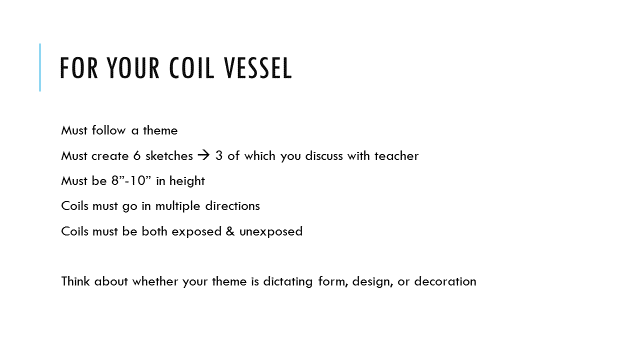 FOR YOUR COIL VESSEL
Must follow a theme
Must create 6 sketches → 3 of which you discuss with teacher
Must be 8”-10” in height
Coils must go in multiple directions
Coils must be both exposed & unexposed
Think about whether your theme is dictating form, design, or decoration